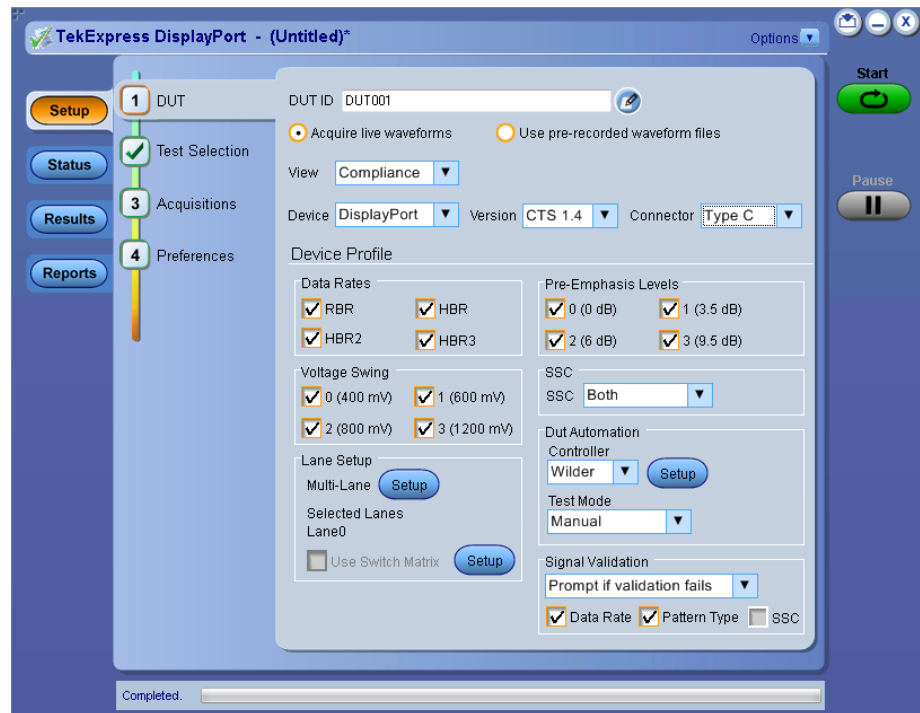 TekExpress DisplayPort - (Untitled)*
Options
Start
Pause
Setup
Status
Results
Reports
1 DUT
Test Selection
3 Acquisitions
4 Preferences
DUT ID DUT001
Acquire live waveforms Use pre-recorded waveform files
View Compliance
Device DisplayPort Version CTS 1.4 Connector Type C
Device Profile
Data Rates
RBR HBR
HBR2 HBR3
Pre-Emphasis Levels
0 (0 dB) 1 (3.5 dB)
2 (6 dB) 3 (9.5 dB)
Voltage Swing
0 (400 mV) 1 (600 mV)
2 (800 mV) 3 (1200 mV)
SSC
SSC Both
Lane Setup
Multi-Lane Setup
Selected Lanes
Lane0
Use Switch Matrix Setup
Dut Automation
Controller
Wilder Setup
Test Mode
Manual
Signal Validation
Prompt if validation fails
Data Rate Pattern Type SSC
Completed.